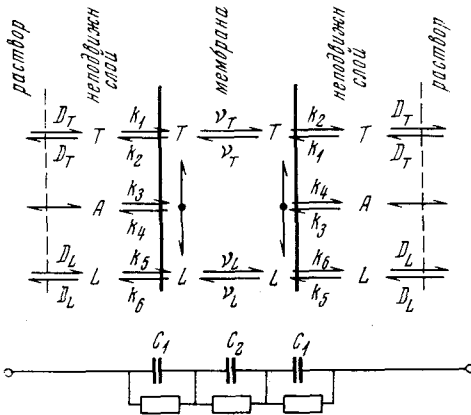 раствор
неподвижн. слой
мембрана
неподвижн. слой
раствор
D_T T k_1 T ν_T T k_2 T D_T
D_T k_2 ν_T k_1 D_T
A k_3 k_4 A
k_4 k_3
D_L L k_5 L ν_L L k_6 L D_L
D_L k_6 ν_L k_5 D_L
C_1 C_2 C_1